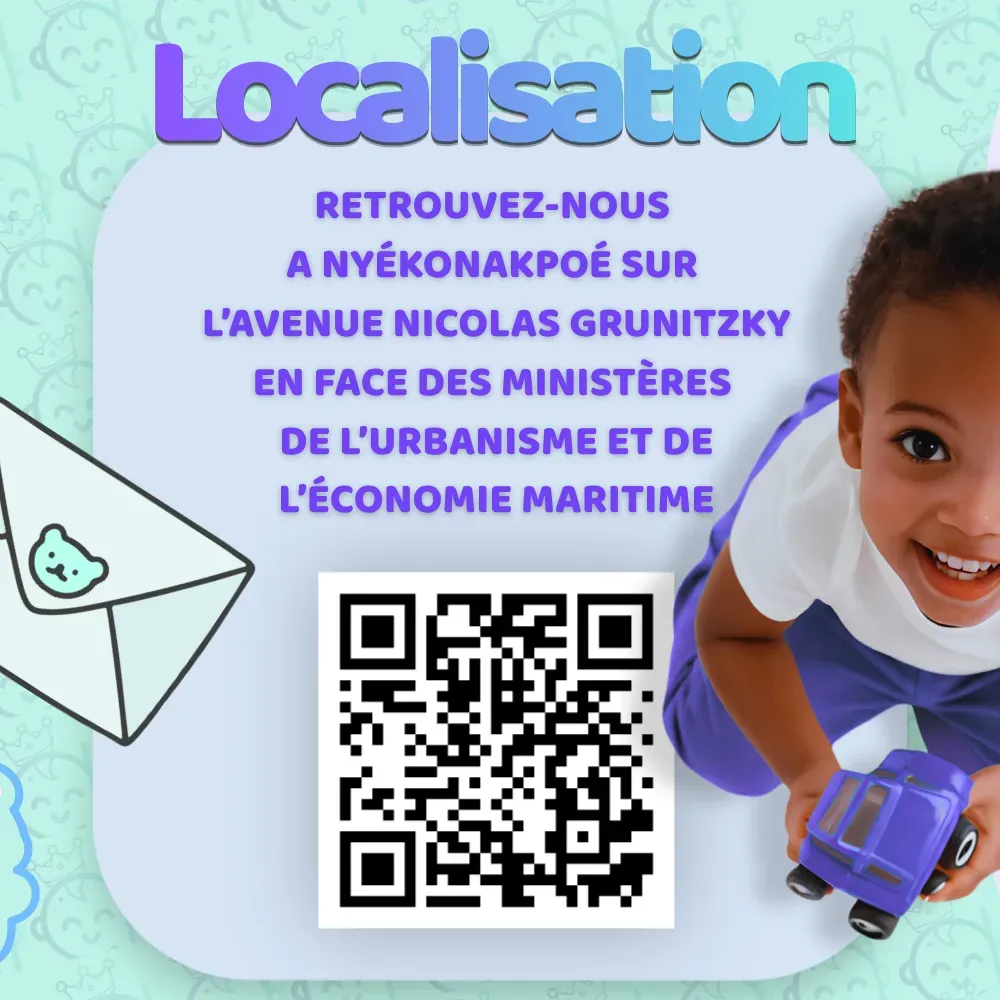 Localisation
RETROUVEZ-NOUS
A NYÉKONAKPOÉ SUR
L'AVENUE NICOLAS GRUNITZKY
EN FACE DES MINISTÈRES
DE L'URBANISME ET DE
L'ÉCONOMIE MARITIME